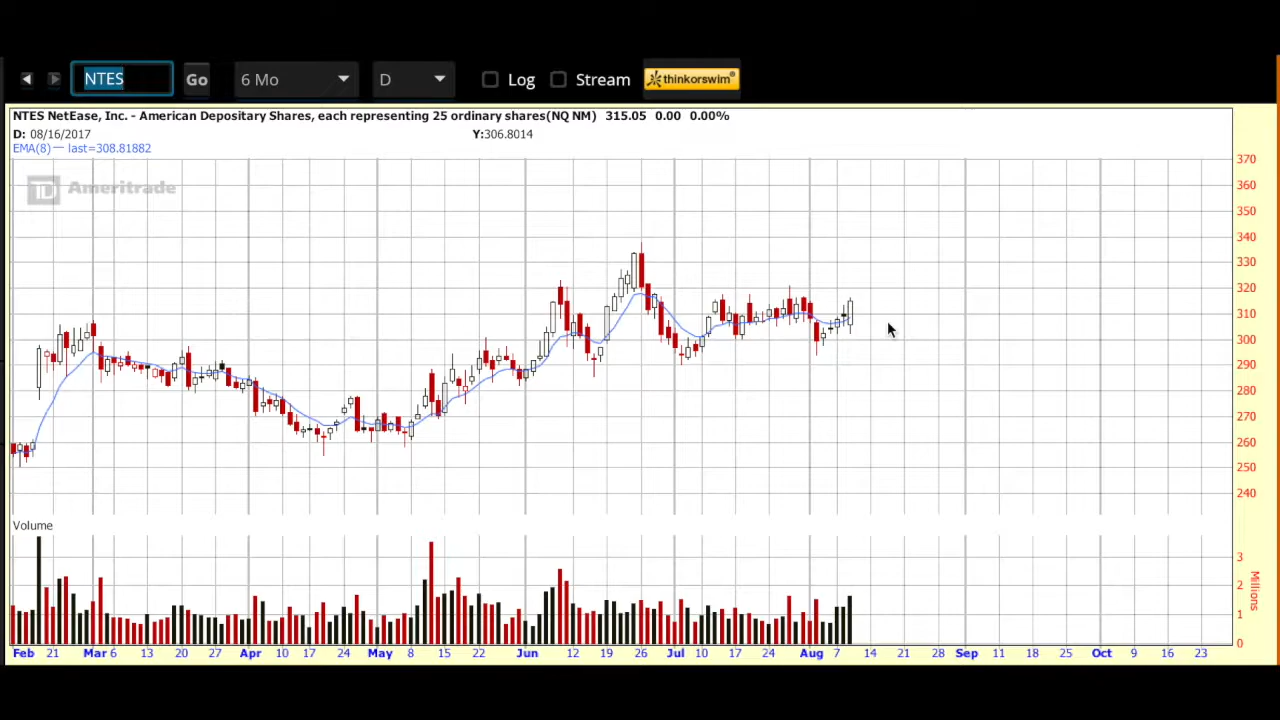 NTES Go 6 Mo D Log Stream thinkorswim®
NTES NetEase, Inc. - American Depositary Shares, each representing 25 ordinary shares(NQ NM) 315.05 0.00 0.00%
D: 08/16/2017 Y:306.8014
EMA(8) — last=308.81882
TD Ameritrade
370
360
350
340
330
320
310
300
290
280
270
260
250
240
Volume
3
2
1
0
Millions
Feb 21 Mar 6 13 20 27 Apr 10 17 24 May 8 15 22 Jun 12 19 26 Jul 10 17 24 Aug 7 14 21 28 Sep 11 18 25 Oct 9 16 23